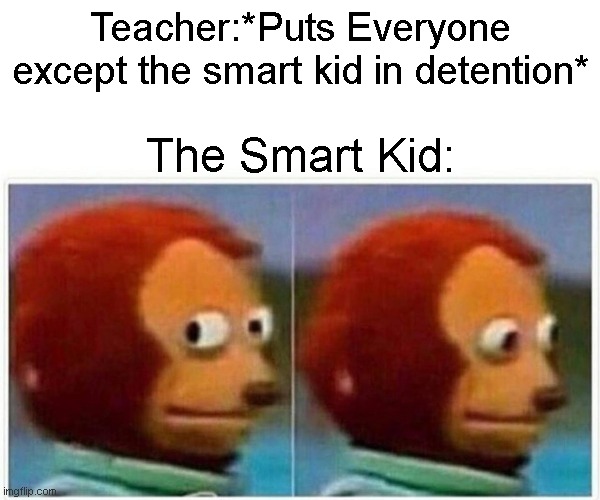 Teacher:*Puts Everyone
except the smart kid in detention*
The Smart Kid:
imgflip.com